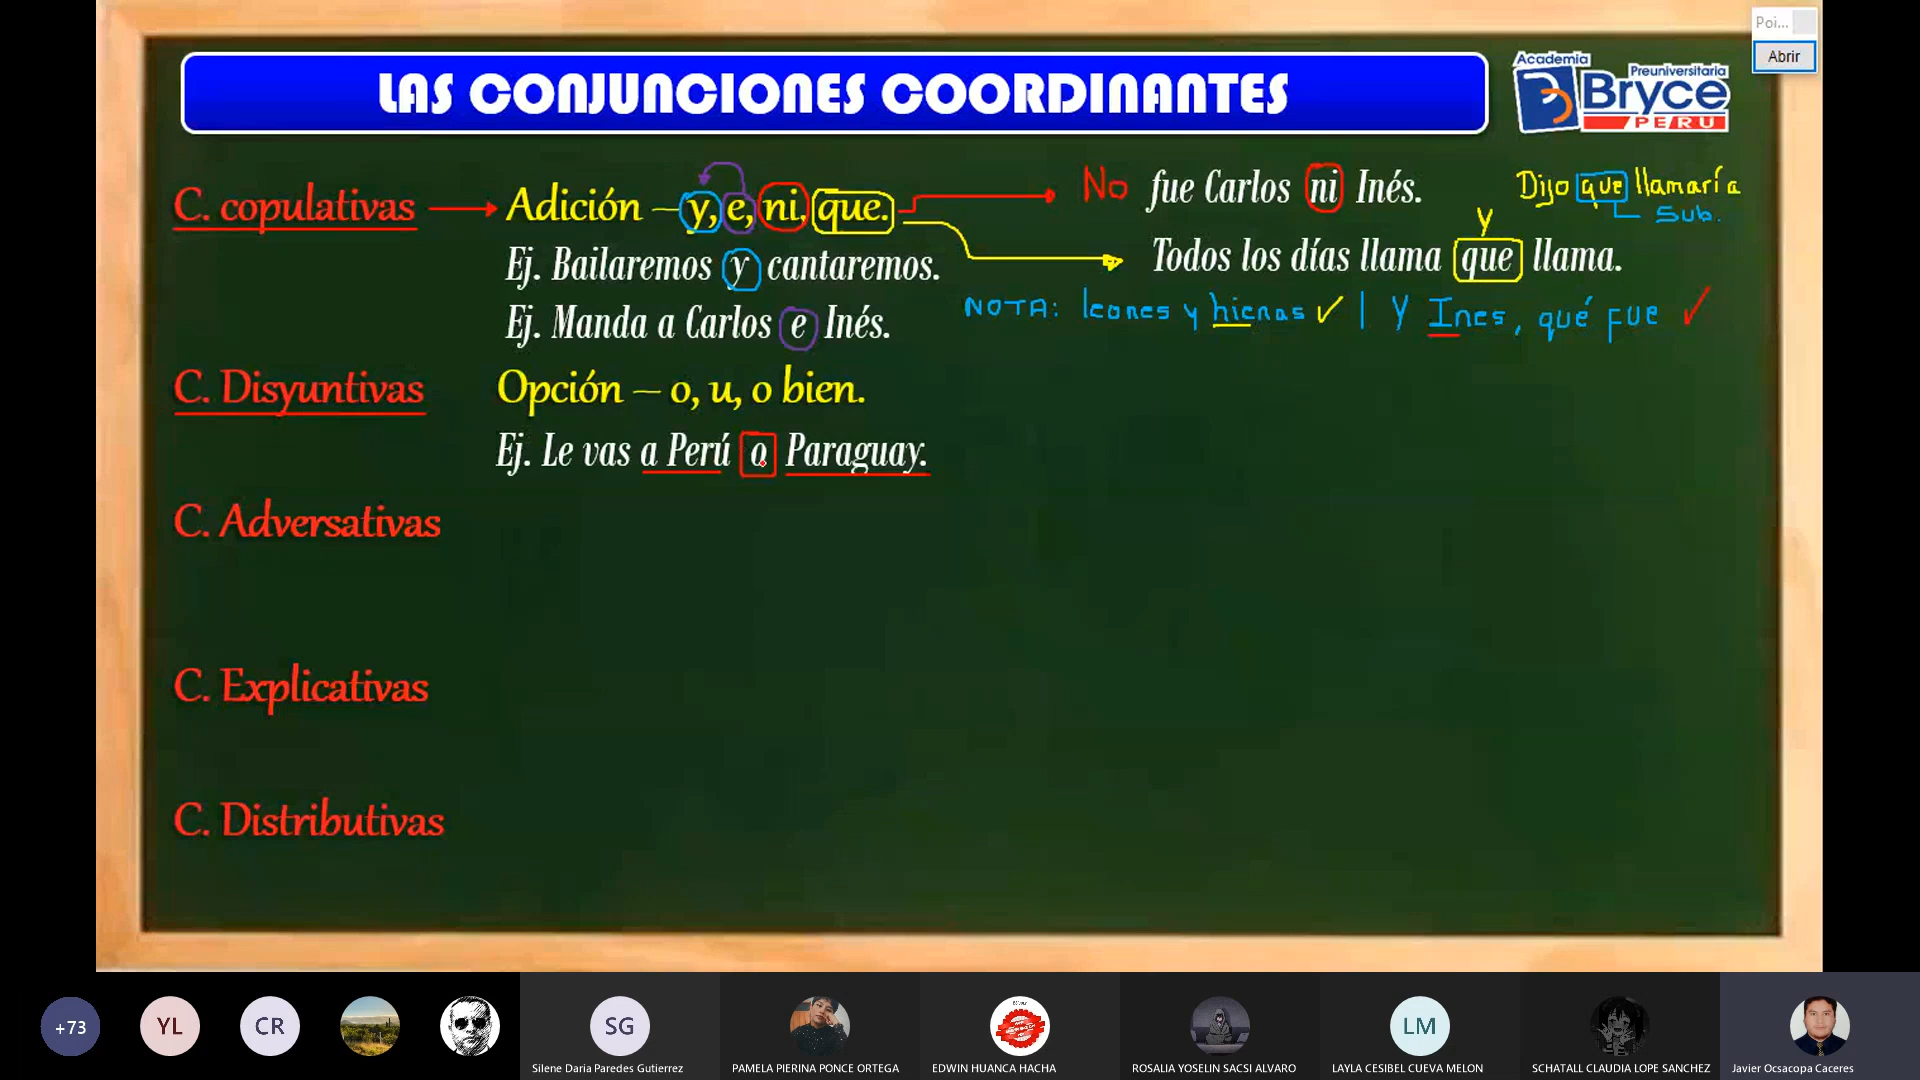 Poi...
Abrir
LAS CONJUNCIONES COORDINANTES
Academia
Preuniversitaria
Bryce
PERU
C. copulativas
Adición – y, e, ni, que.
No fue Carlos ni Inés.
Dijo que llamaría
Sub.
Ej. Bailaremos y cantaremos.
y
Todos los días llama que llama.
Ej. Manda a Carlos e Inés.
NOTA: leones y hienas ✓ | Y Ines, qué fue ✓
C. Disyuntivas
Opción – o, u, o bien.
Ej. Le vas a Perú o Paraguay.
C. Adversativas
C. Explicativas
C. Distributivas
+73
YL
CR
SG
LM
Silene Daria Paredes Gutierrez
PAMELA PIERINA PONCE ORTEGA
EDWIN HUANCA HACHA
ROSALIA YOSELIN SACSI ALVARO
LAYLA CESIBEL CUEVA MELON
SCHATALL CLAUDIA LOPE SANCHEZ
Javier Ocsacopa Caceres